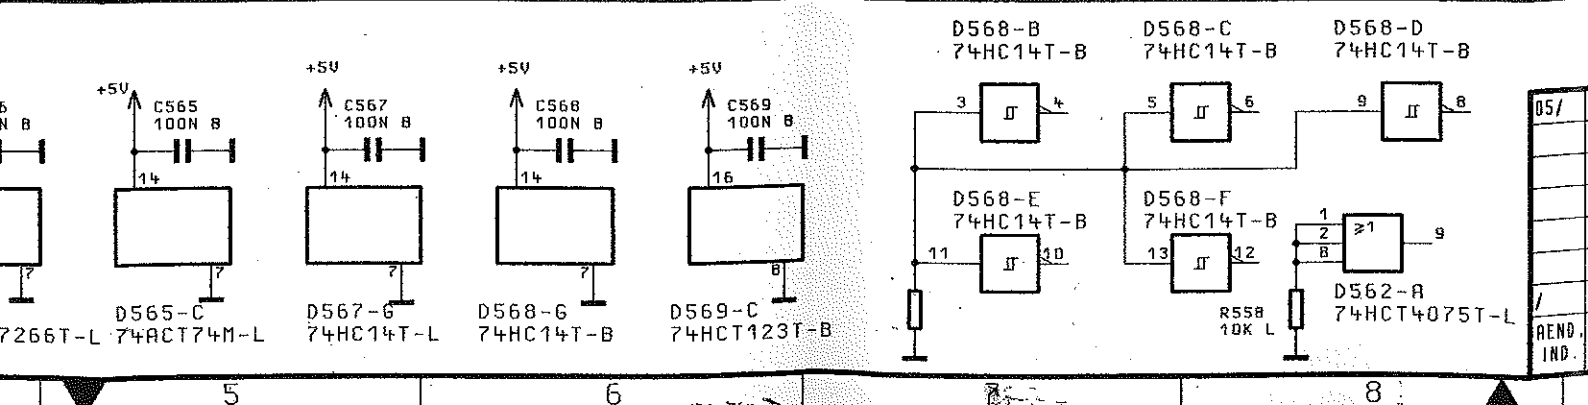 D568-B
74HC14T-B
D568-C
74HC14T-B
D568-D
74HC14T-B
+5V
+5V
+5V
+5V
6
N B
C565
100N B
C567
100N B
C568
100N B
C569
100N B
3
4
5
6
9
8
05/
14
14
14
16
D568-E
74HC14T-B
D568-F
74HC14T-B
11
10
13
12
1
2
8
≥1
9
7
7
7
7
8
D562-A
74HCT4075T-L
R558
10K L
7266T-L
D565-C
74ACT74M-L
D567-G
74HC14T-L
D568-G
74HC14T-B
D569-C
74HCT123T-B
/
AEND.
IND.
5
6
7
8